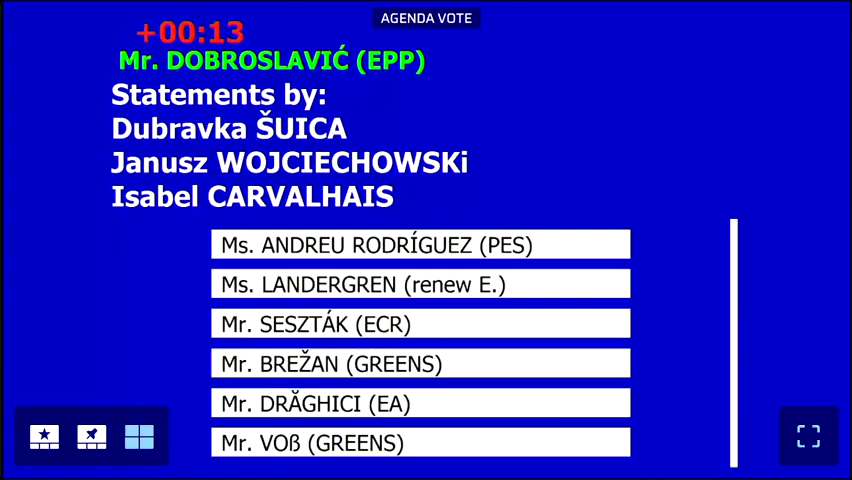 AGENDA VOTE
+00:13
Mr. DOBROSLAVIĆ (EPP)
Statements by:
Dubravka ŠUICA
Janusz WOJCIECHOWSKi
Isabel CARVALHAIS
Ms. ANDREU RODRÍGUEZ (PES)
Ms. LANDERGREN (renew E.)
Mr. SESZTÁK (ECR)
Mr. BREŽAN (GREENS)
Mr. DRĂGHICI (EA)
Mr. VOß (GREENS)